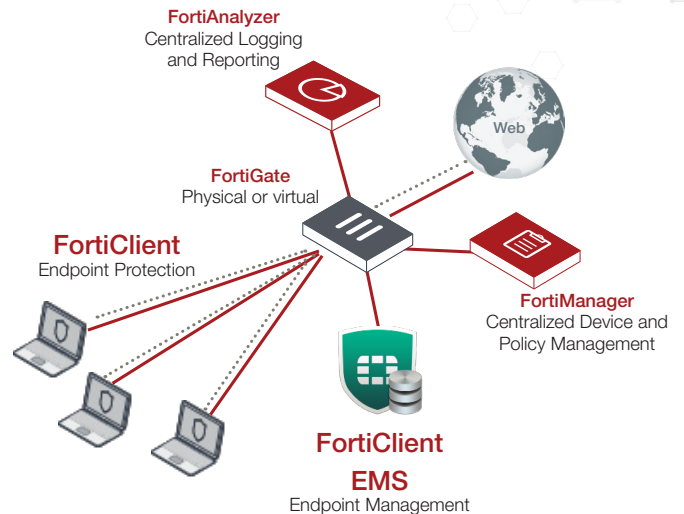 FortiAnalyzer
Centralized Logging
and Reporting
Web
FortiGate
Physical or virtual
FortiClient
Endpoint Protection
FortiManager
Centralized Device and
Policy Management
FortiClient
EMS
Endpoint Management